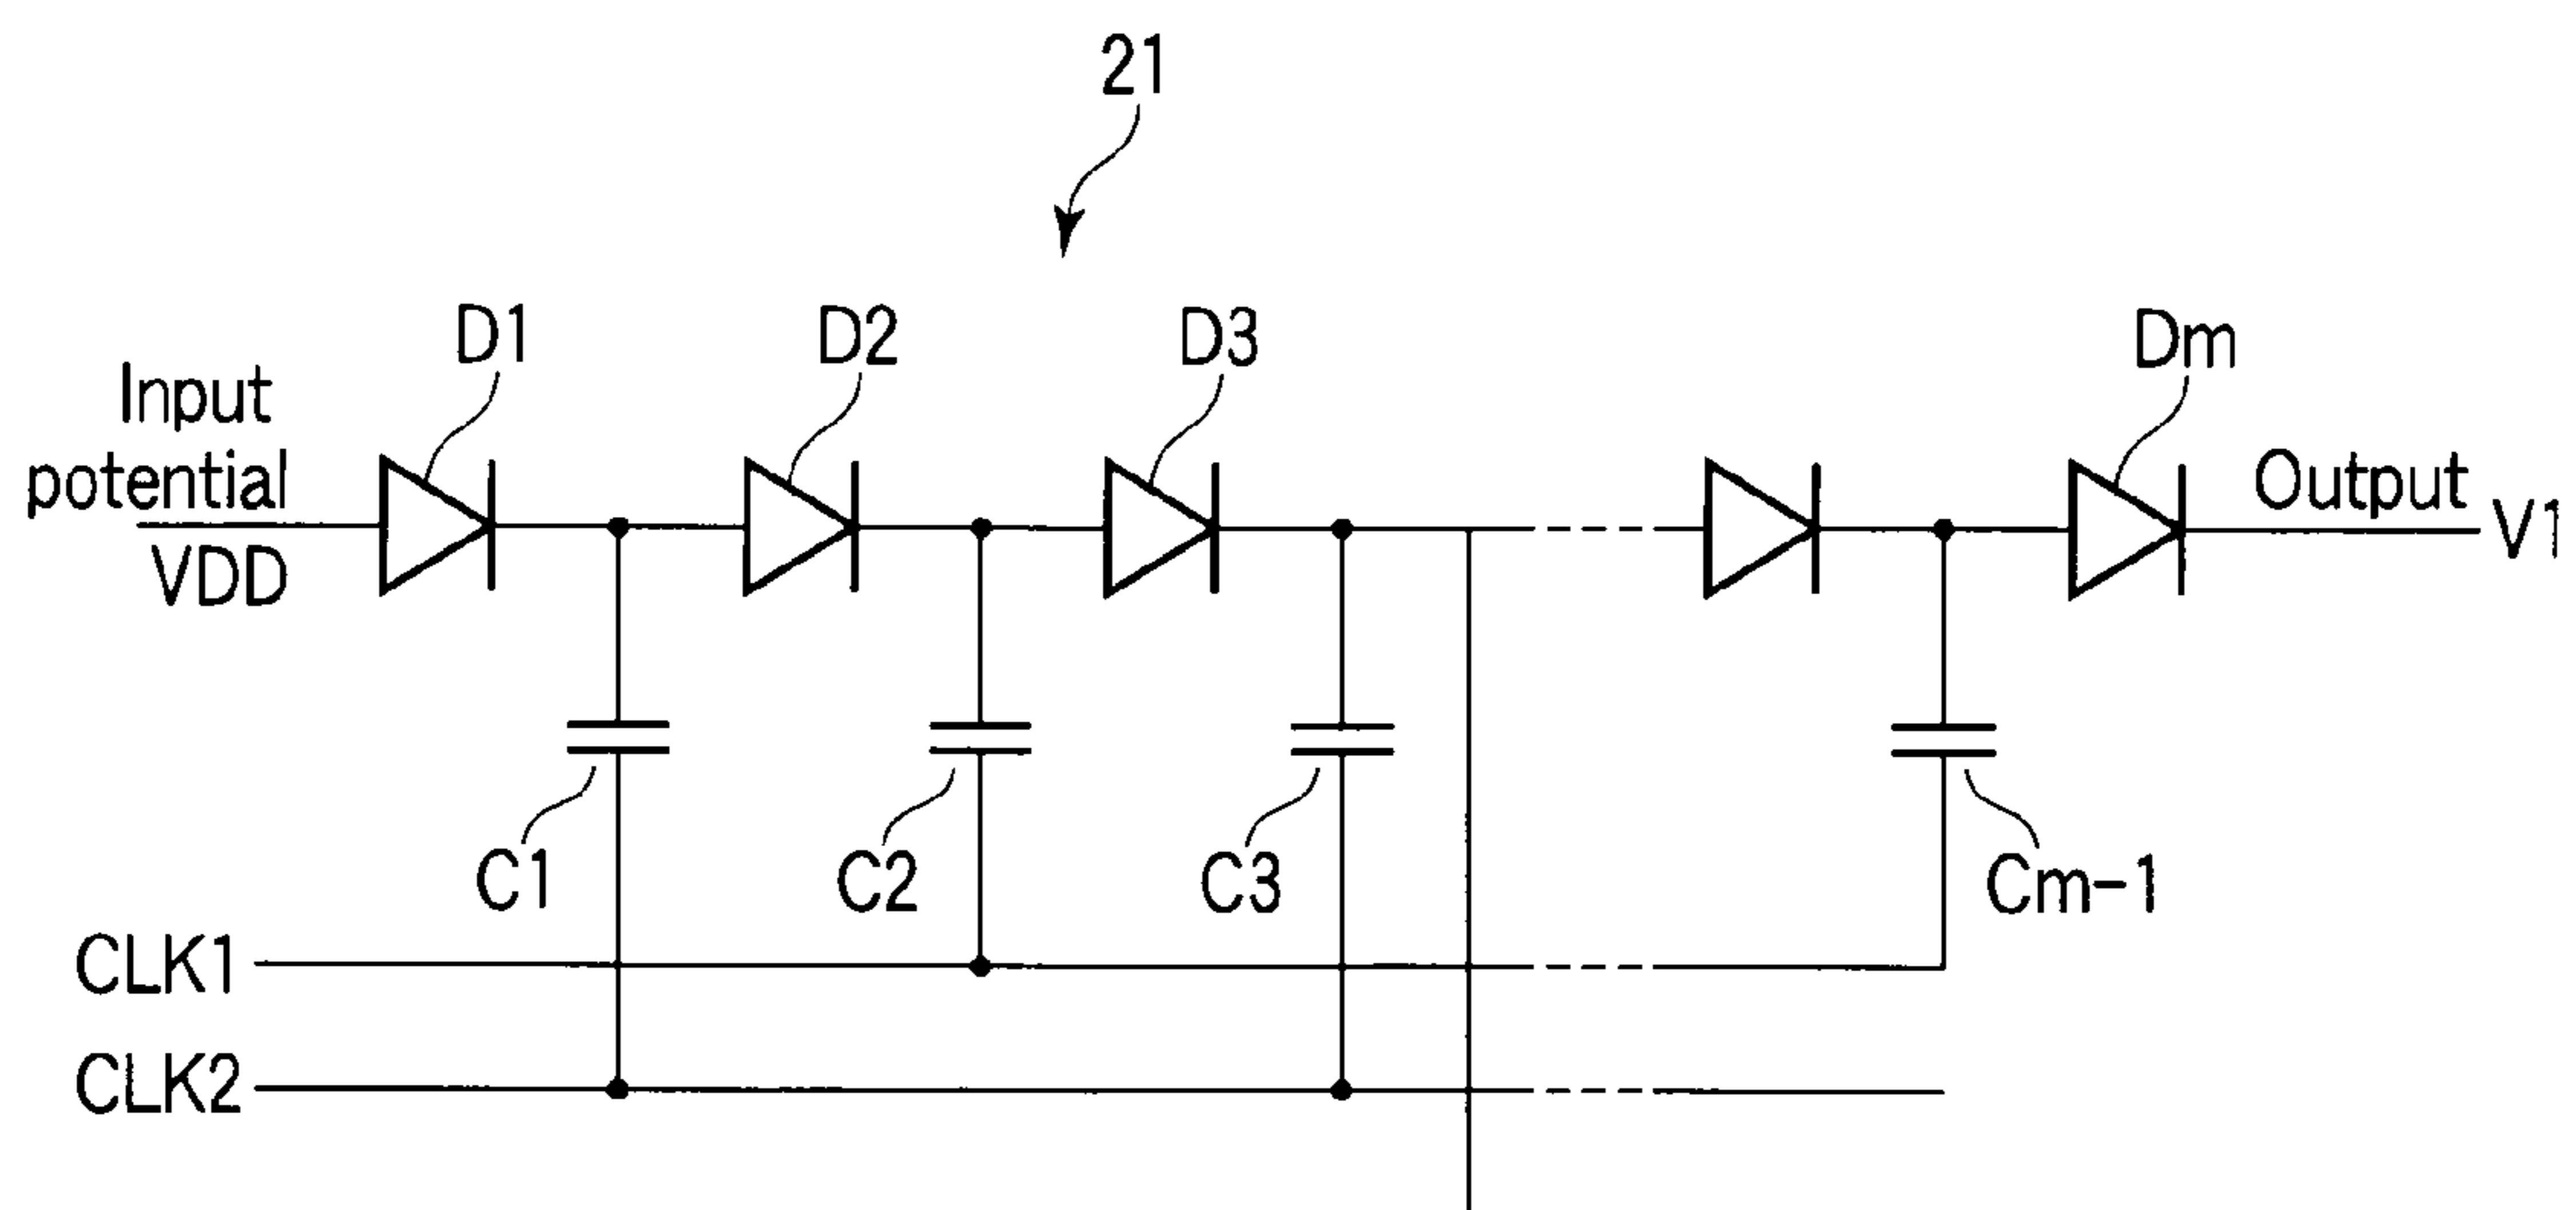 21
D1
D2
D3
Dm
Input
potential
VDD
Output
V1
C1
C2
C3
Cm-1
CLK1
CLK2